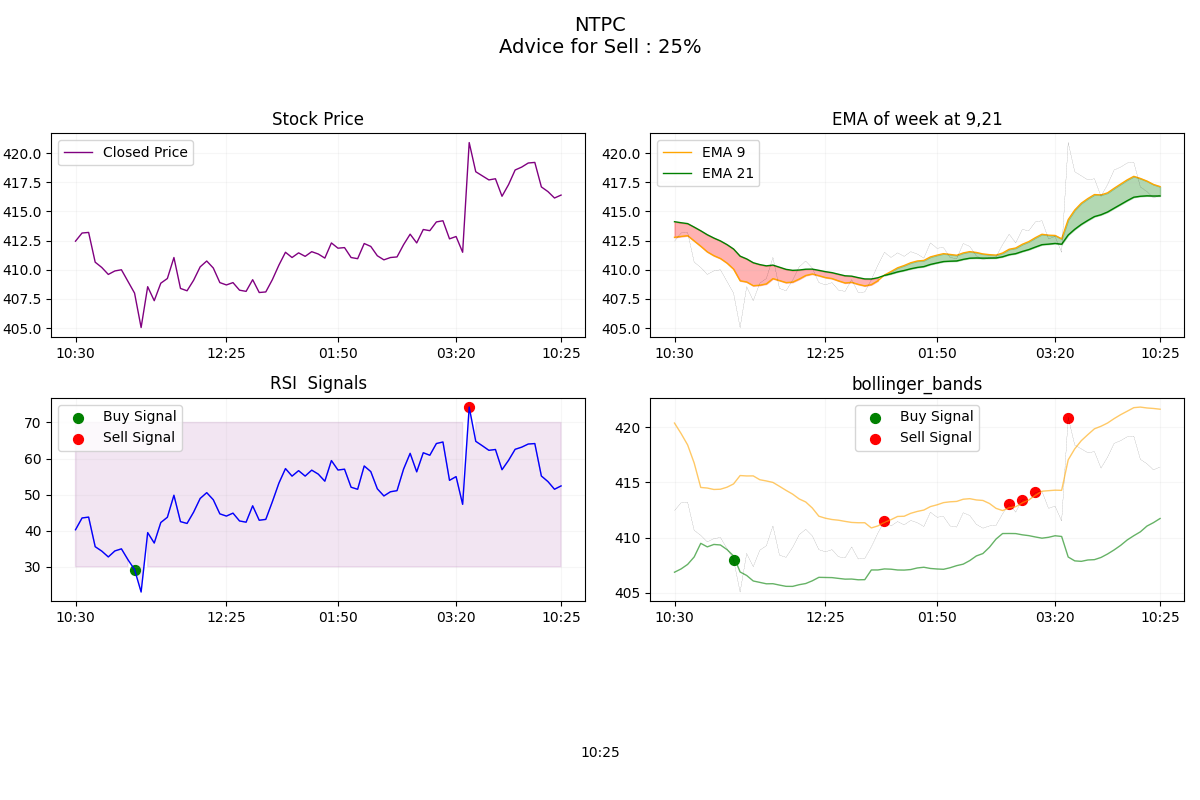 NTPC
Advice for Sell : 25%
Stock Price
Closed Price
420.0
417.5
415.0
412.5
410.0
407.5
405.0
10:30 12:25 01:50 03:20 10:25
EMA of week at 9,21
EMA 9
EMA 21
420.0
417.5
415.0
412.5
410.0
407.5
405.0
10:30 12:25 01:50 03:20 10:25
RSI  Signals
Buy Signal
Sell Signal
70
60
50
40
30
10:30 12:25 01:50 03:20 10:25
bollinger_bands
Buy Signal
Sell Signal
420
415
410
405
10:30 12:25 01:50 03:20 10:25
10:25